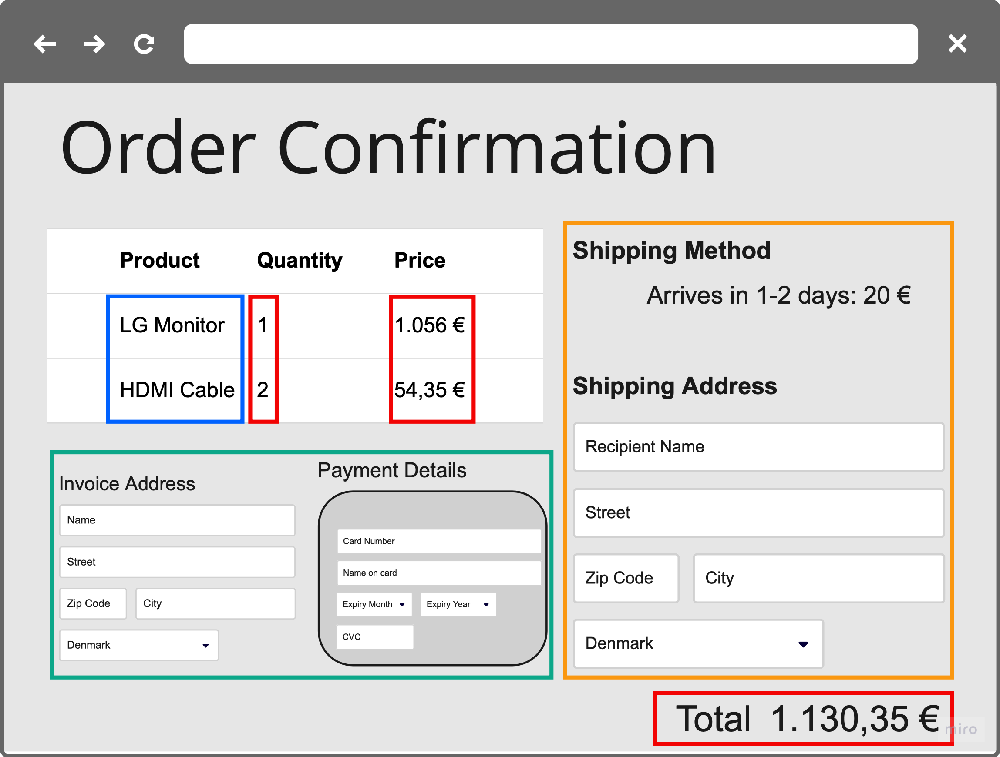 Order Confirmation
Product Quantity Price
LG Monitor 1 1.056 €
HDMI Cable 2 54,35 €
Shipping Method
Arrives in 1-2 days: 20 €
Shipping Address
Recipient Name
Street
Zip Code City
Denmark
Invoice Address
Name
Street
Zip Code City
Denmark
Payment Details
Card Number
Name on card
Expiry Month Expiry Year
CVC
Total 1.130,35 €
miro